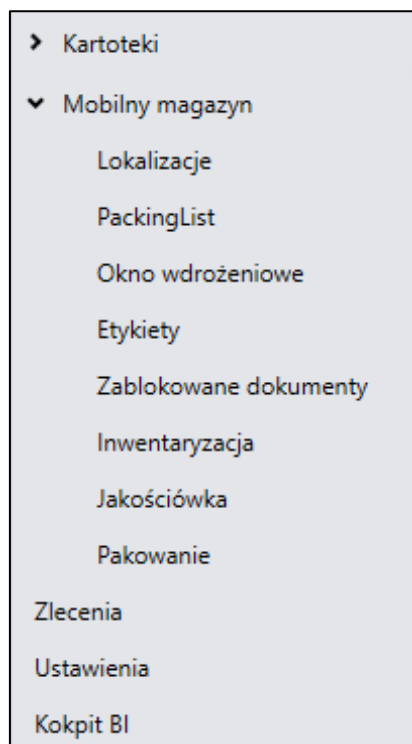 Kartoteki
Mobilny magazyn
Lokalizacje
PackingList
Okno wdrożeniowe
Etykiety
Zablokowane dokumenty
Inwentaryzacja
Jakościówka
Pakowanie
Zlecenia
Ustawienia
Kokpit BI